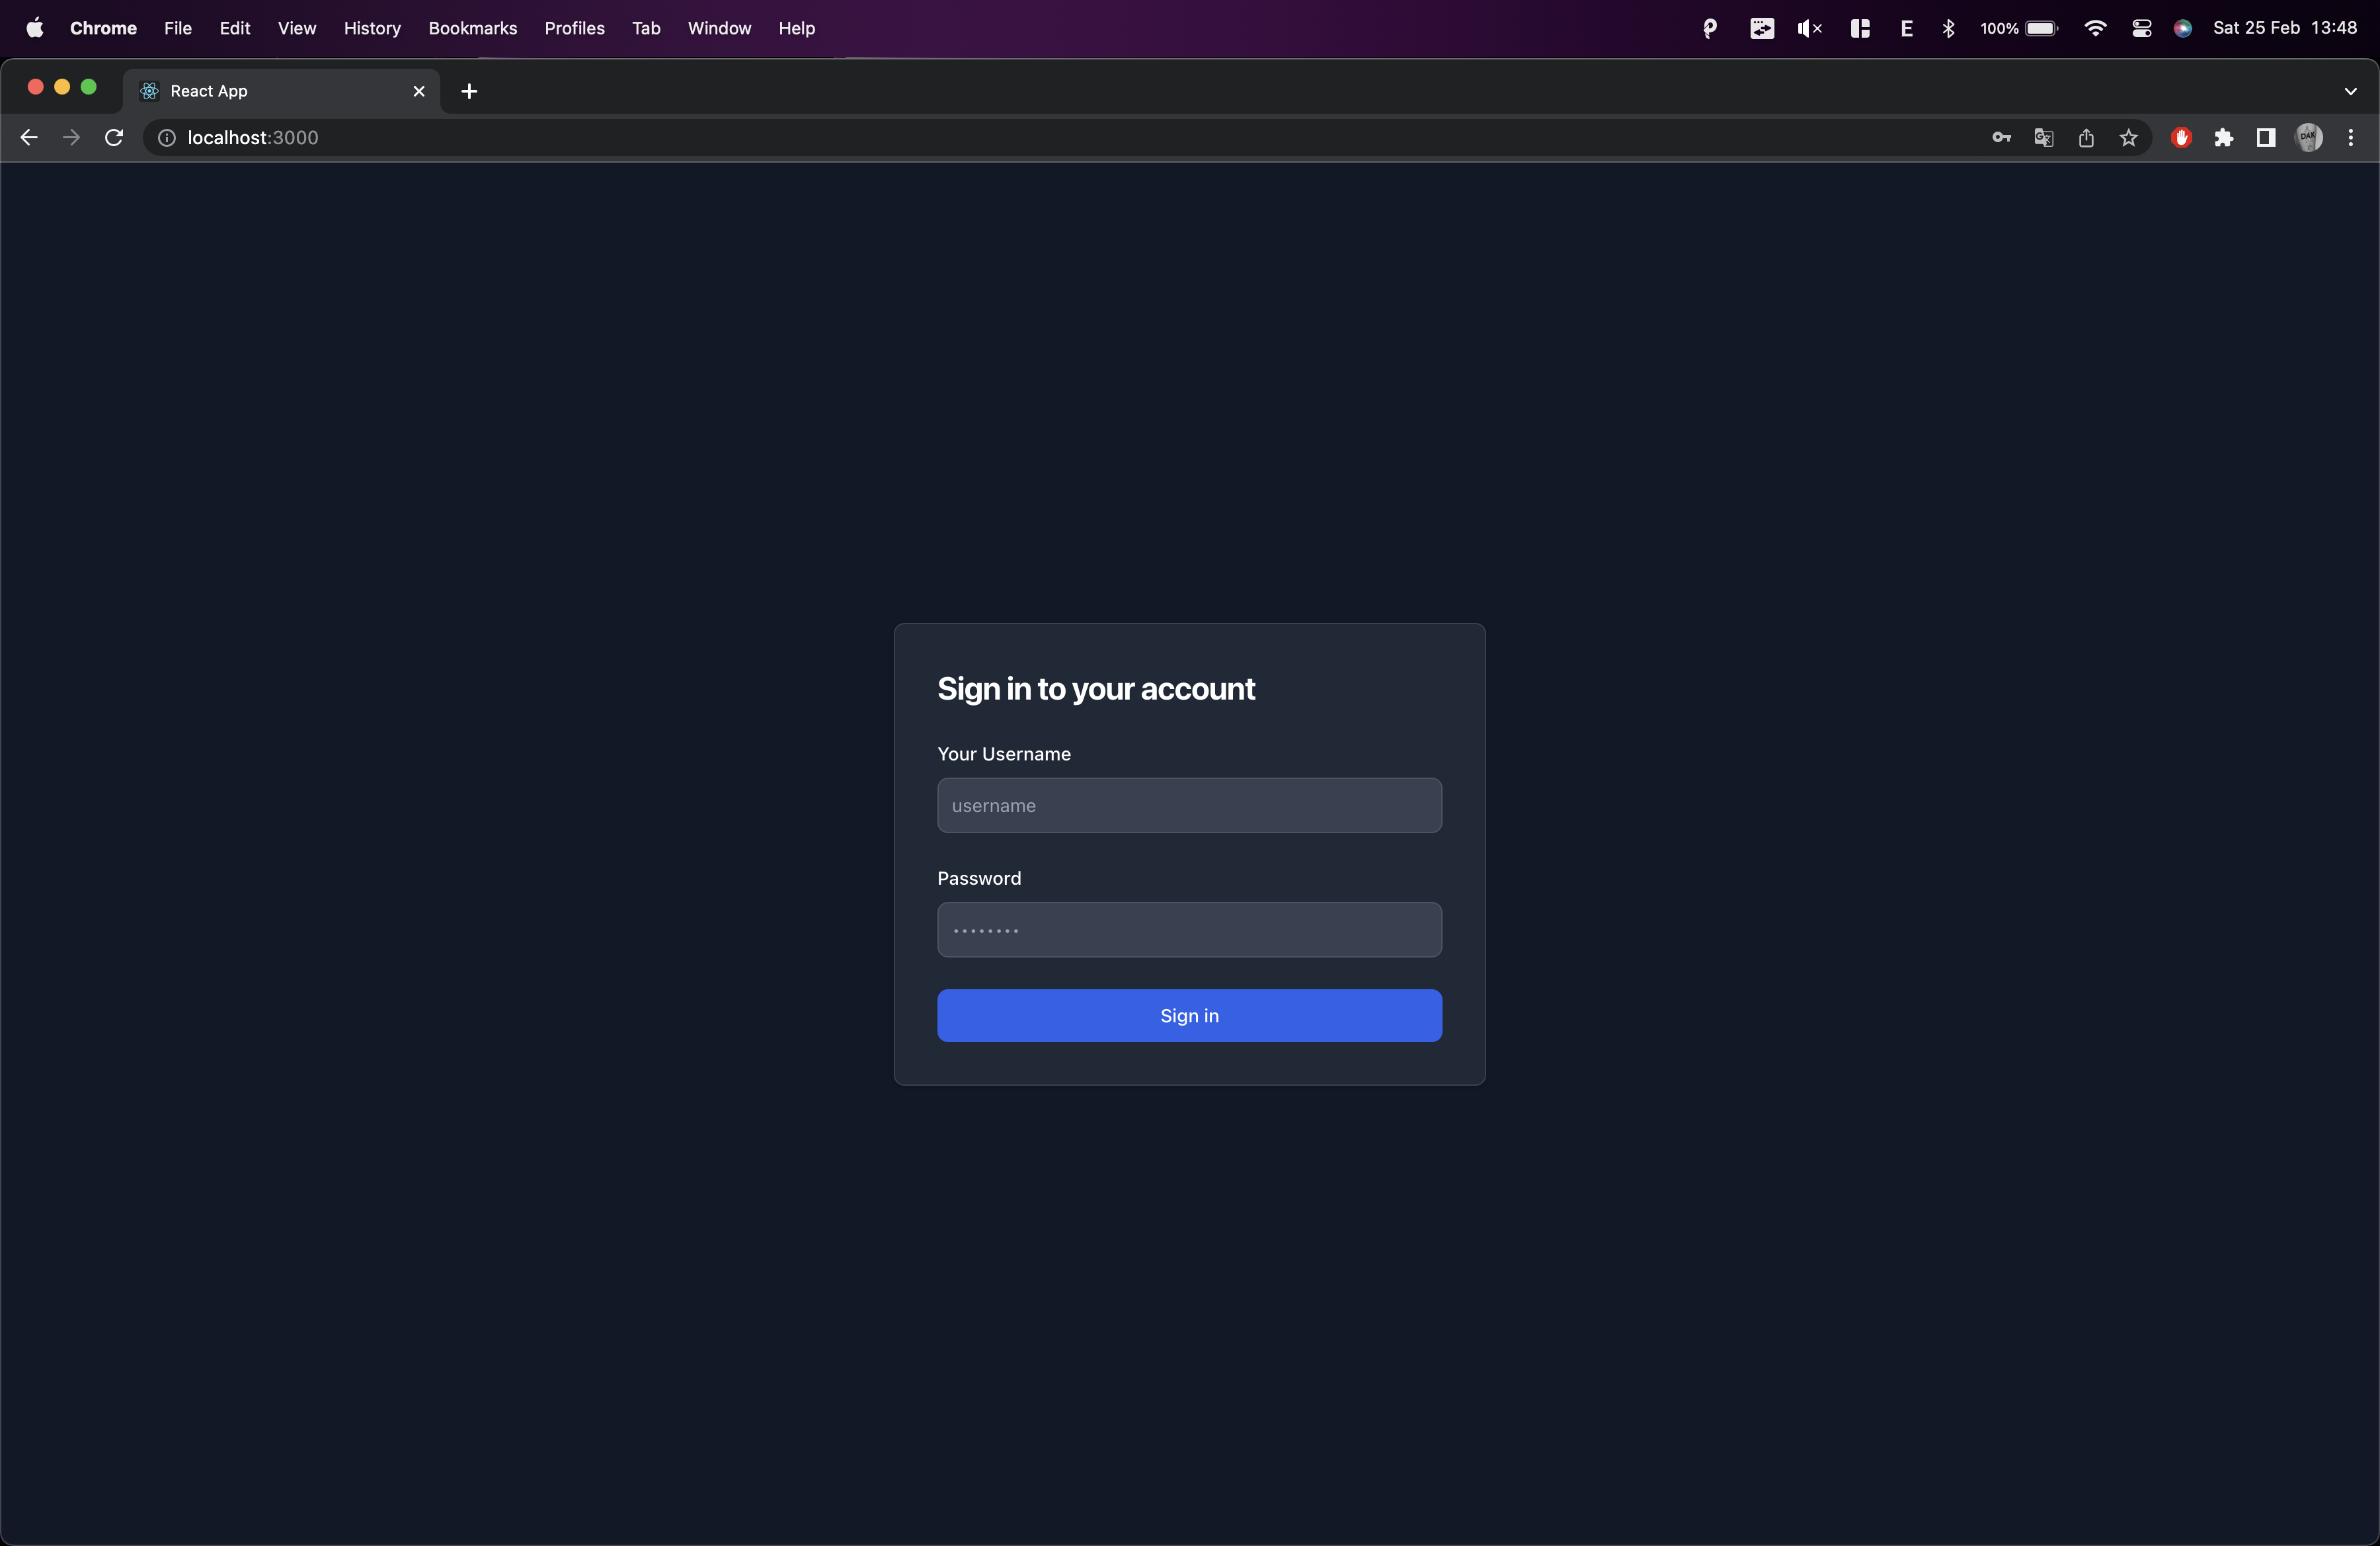 Chrome File Edit View History Bookmarks Profiles Tab Window Help E 100% Sat 25 Feb 13:48
React App
localhost:3000 DAK
Sign in to your account
Your Username
username
Password
••••••••
Sign in